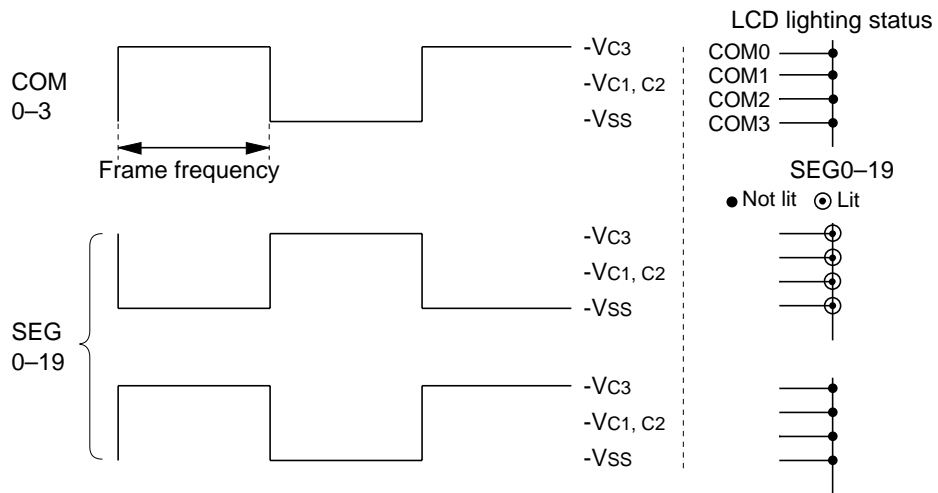 LCD lighting status
COM
0–3
-VC3
-VC1, C2
-VSS
Frame frequency
COM0
COM1
COM2
COM3
SEG0–19
● Not lit ⦿ Lit
SEG
0–19
-VC3
-VC1, C2
-VSS
-VC3
-VC1, C2
-VSS